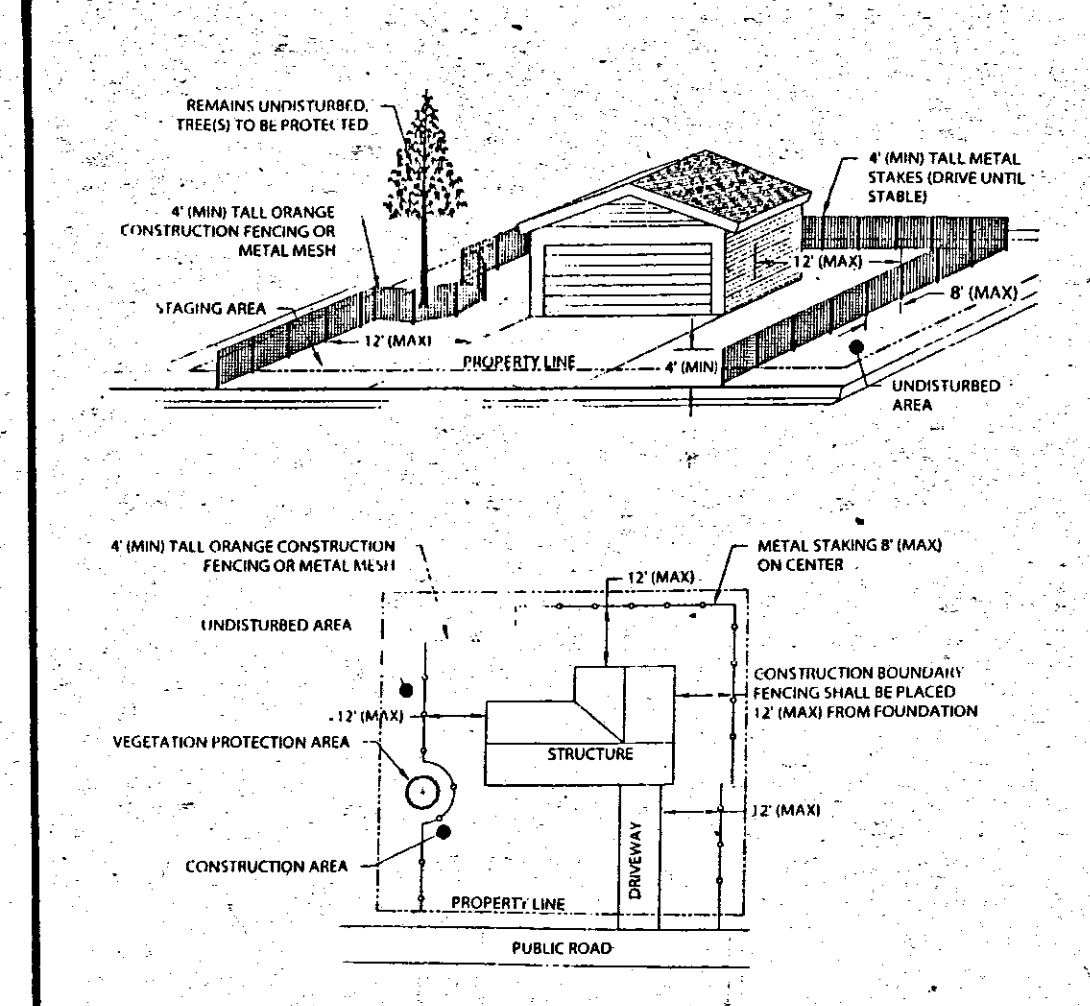 REMAINS UNDISTURBED,
TREE(S) TO BE PROTECTED
4' (MIN) TALL METAL
STAKES (DRIVE UNTIL
STABLE)
4' (MIN) TALL ORANGE
CONSTRUCTION FENCING OR
METAL MESH
12' (MAX)
STAGING AREA
8' (MAX)
12' (MAX)
PROPERTY LINE
4' (MIN)
UNDISTURBED
AREA
4' (MIN) TALL ORANGE CONSTRUCTION
FENCING OR METAL MESH
METAL STAKING 8' (MAX)
ON CENTER
12' (MAX)
UNDISTURBED AREA
CONSTRUCTION BOUNDARY
FENCING SHALL BE PLACED
12' (MAX) FROM FOUNDATION
12' (MAX)
VEGETATION PROTECTION AREA
STRUCTURE
12' (MAX)
DRIVEWAY
CONSTRUCTION AREA
PROPERTY LINE
PUBLIC ROAD